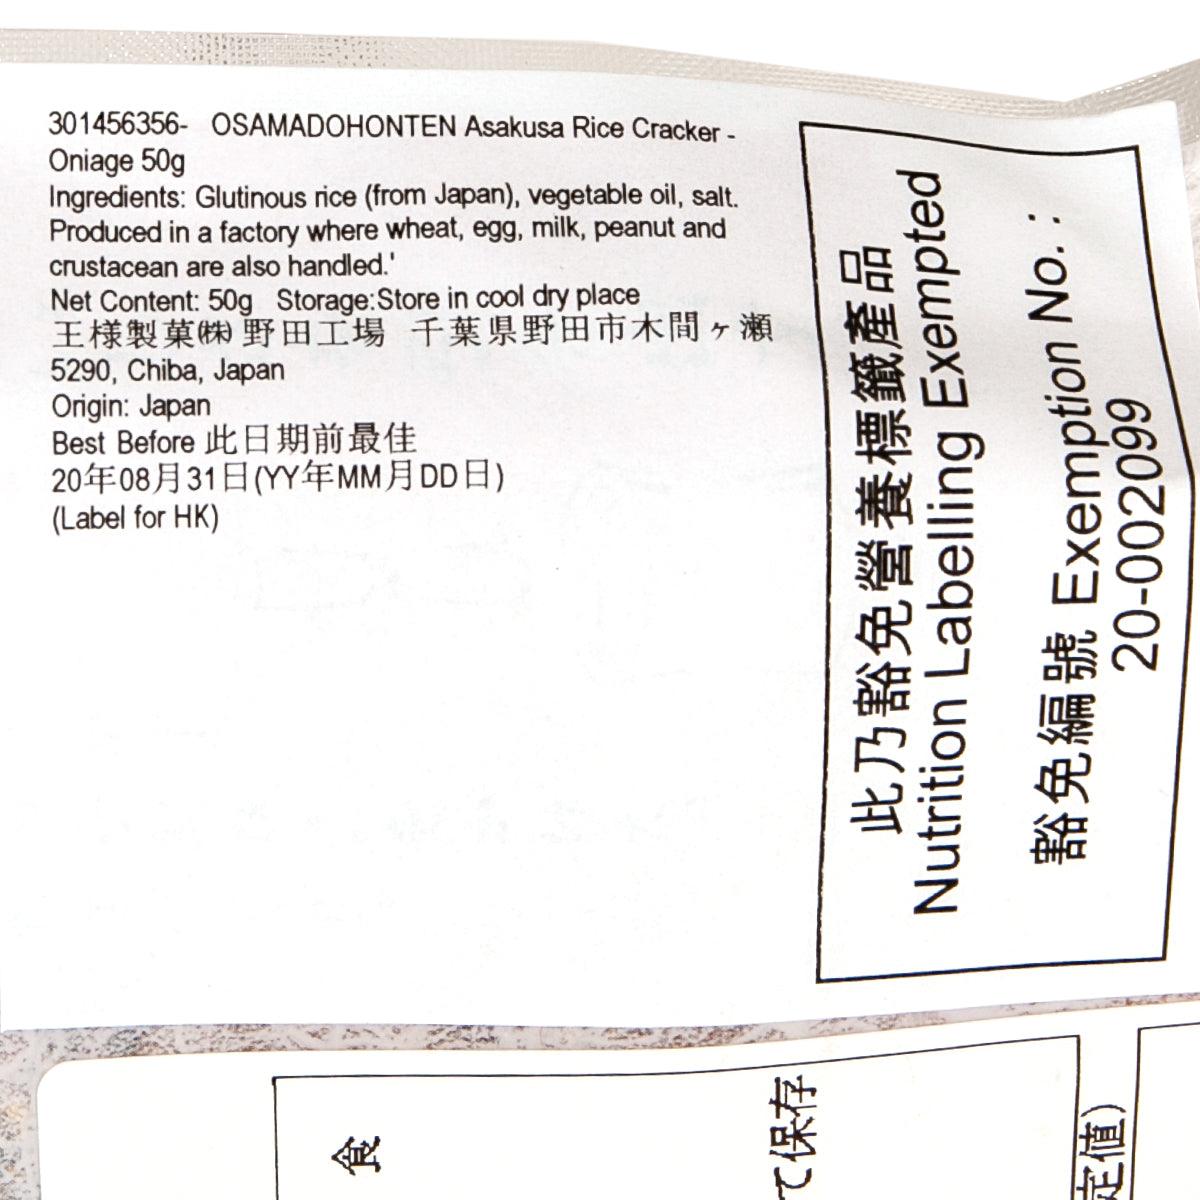 301456356- OSAMADOHONTEN Asakusa Rice Cracker -
Oniage 50g
Ingredients: Glutinous rice (from Japan), vegetable oil, salt.
Produced in a factory where wheat, egg, milk, peanut and
crustacean are also handled.'
Net Content: 50g Storage:Store in cool dry place
王様製菓㈱ 野田工場 千葉県野田市木間ヶ瀬
5290, Chiba, Japan
Origin: Japan
Best Before 此日期前最佳
20年08月31日(YY年MM月DD日)
(Label for HK)
此乃豁免營養標籤產品
Nutrition Labelling Exempted
豁免編號 Exemption No. :
20-002099
食
て保存
定値)